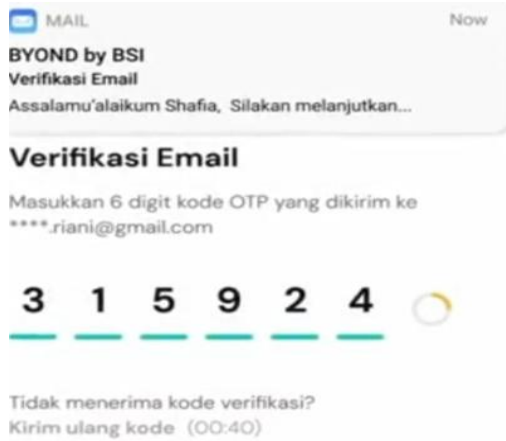 MAIL
Now
BYOND by BSI
Verifikasi Email
Assalamu'alaikum Shafia, Silakan melanjutkan...
Verifikasi Email
Masukkan 6 digit kode OTP yang dikirim ke
****.riani@gmail.com
3 1 5 9 2 4
Tidak menerima kode verifikasi?
Kirim ulang kode (00:40)